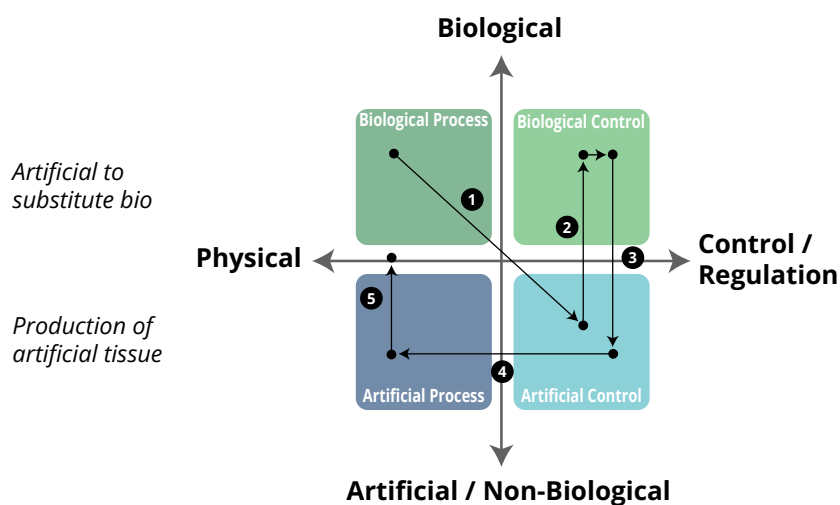 Biological
Biological Process
Biological Control
Artificial to
substitute bio
1
2
Physical
3
Control /
Regulation
5
Production of
artificial tissue
4
Artificial Process
Artificial Control
Artificial / Non-Biological